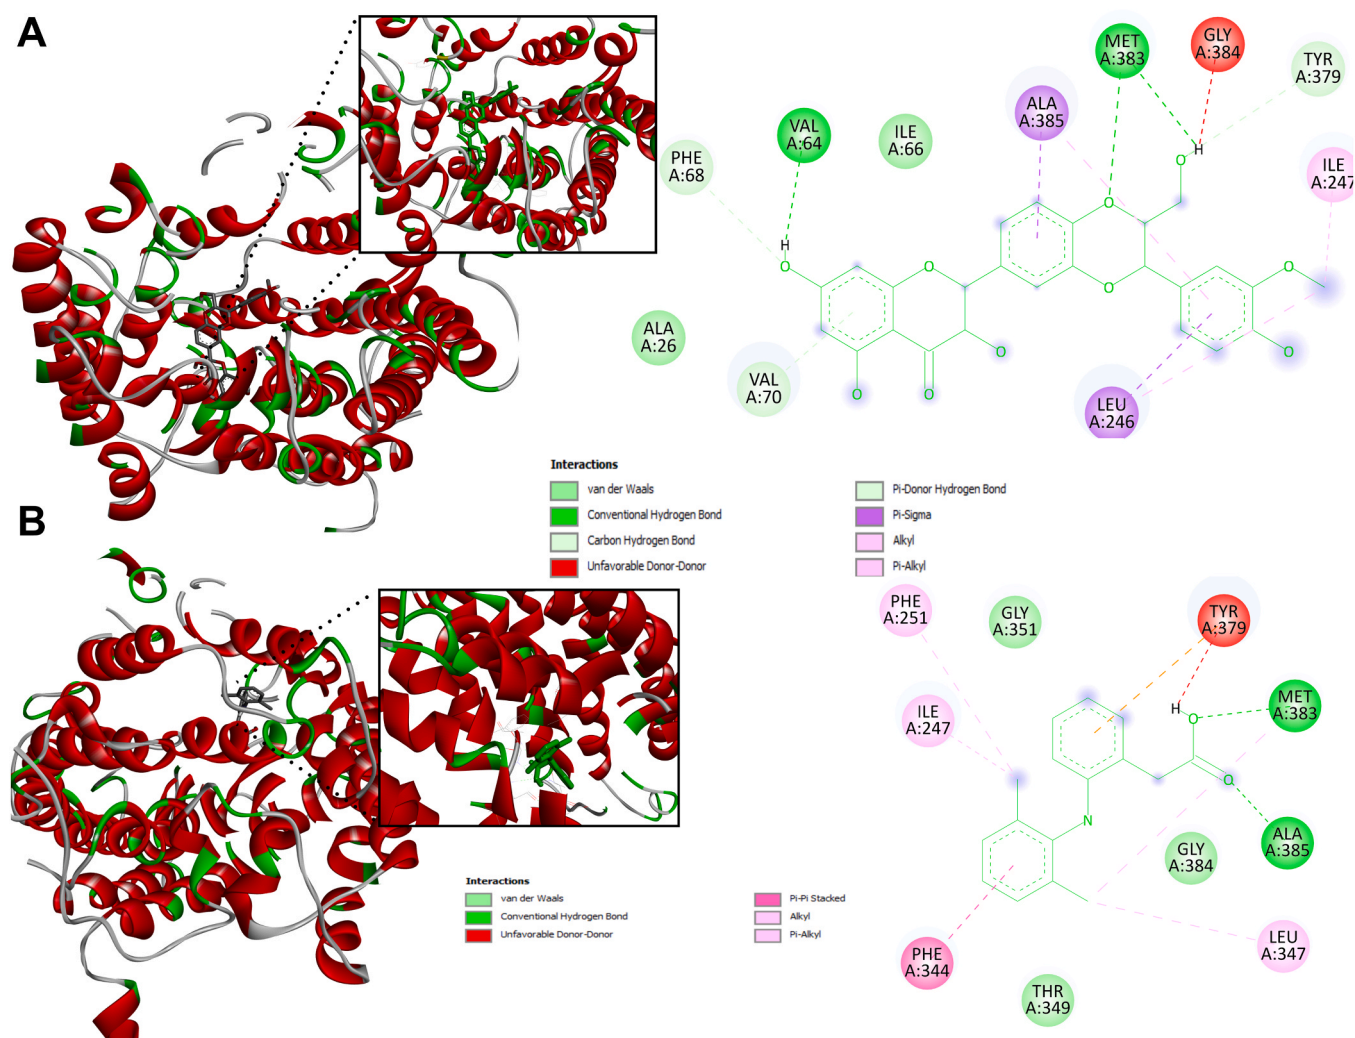 A
MET
A:383
GLY
A:384
TYR
A:379
ALA
A:385
VAL
A:64
ILE
A:66
PHE
A:68
ILE
A:247
H
O
H
O
O
O
O
O
O
O
O
O
O
ALA
A:26
VAL
A:70
LEU
A:246
Interactions
van der Waals
Conventional Hydrogen Bond
Carbon Hydrogen Bond
Unfavorable Donor-Donor
Pi-Donor Hydrogen Bond
Pi-Sigma
Alkyl
Pi-Alkyl
B
PHE
A:251
GLY
A:351
TYR
A:379
ILE
A:247
MET
A:383
H
O
O
N
ALA
A:385
GLY
A:384
LEU
A:347
PHE
A:344
THR
A:349
Interactions
van der Waals
Conventional Hydrogen Bond
Unfavorable Donor-Donor
Pi-Pi Stacked
Alkyl
Pi-Alkyl